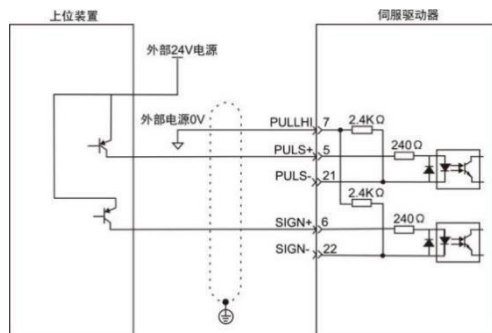 上位装置
伺服驱动器
外部24V电源
外部电源0V
PULLHI 7
2.4KΩ
PULS+ 5
240Ω
PULS- 21
2.4KΩ
SIGN+ 6
240Ω
SIGN- 22